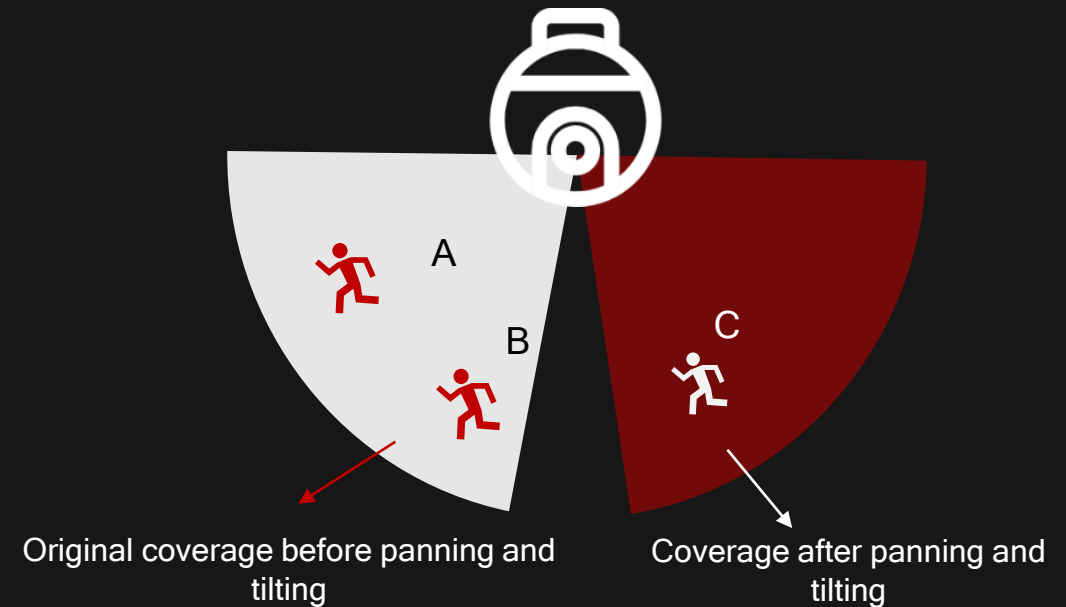 A
B
C
Original coverage before panning and
tilting
Coverage after panning and
tilting